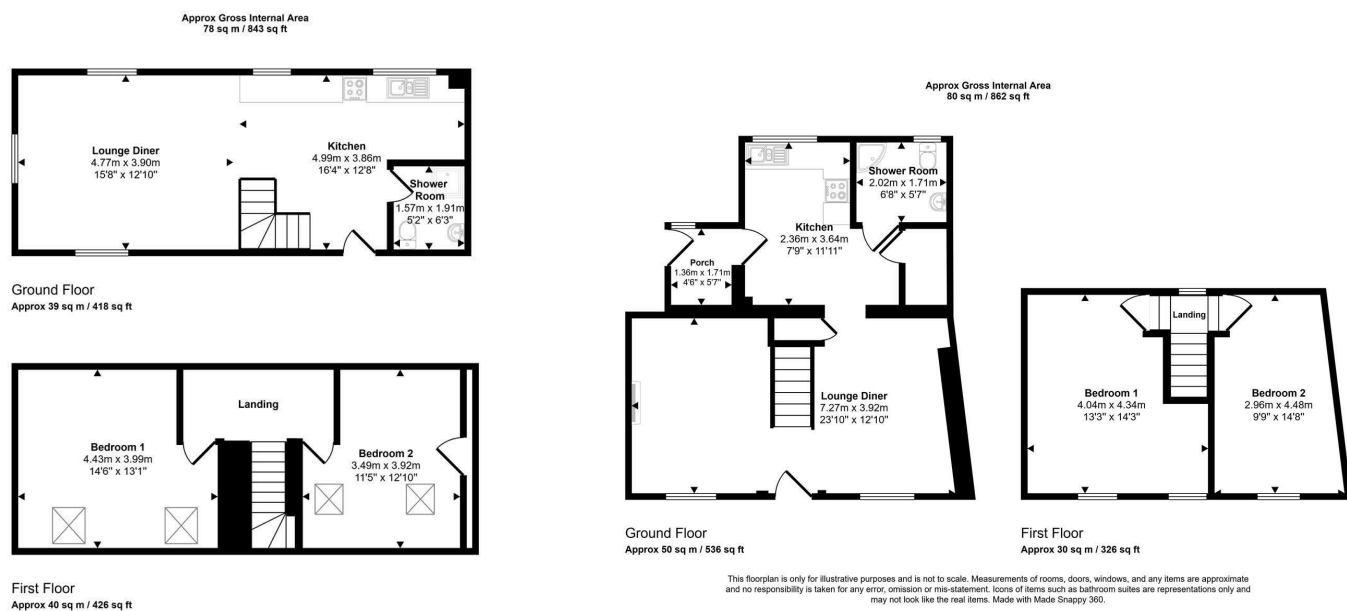 Approx Gross Internal Area
78 sq m / 843 sq ft
Lounge Diner
4.77m x 3.90m
15'8" x 12'10"
Kitchen
4.99m x 3.86m
16'4" x 12'8"
Shower
Room
1.57m x 1.91m
5'2" x 6'3"
Ground Floor
Approx 39 sq m / 418 sq ft
Landing
Bedroom 1
4.43m x 3.99m
14'6" x 13'1"
Bedroom 2
3.49m x 3.92m
11'5" x 12'10"
First Floor
Approx 40 sq m / 426 sq ft
Approx Gross Internal Area
80 sq m / 862 sq ft
Shower Room
2.02m x 1.71m
6'8" x 5'7"
Kitchen
2.36m x 3.64m
7'9" x 11'11"
Porch
1.36m x 1.71m
4'6" x 5'7"
Lounge Diner
7.27m x 3.92m
23'10" x 12'10"
Ground Floor
Approx 50 sq m / 536 sq ft
Landing
Bedroom 1
4.04m x 4.34m
13'3" x 14'3"
Bedroom 2
2.96m x 4.48m
9'9" x 14'8"
First Floor
Approx 30 sq m / 326 sq ft
This floorplan is only for illustrative purposes and is not to scale. Measurements of rooms, doors, windows, and any items are approximate
and no responsibility is taken for any error, omission or mis-statement. Icons of items such as bathroom suites are representations only and
may not look like the real items. Made with Made Snappy 360.